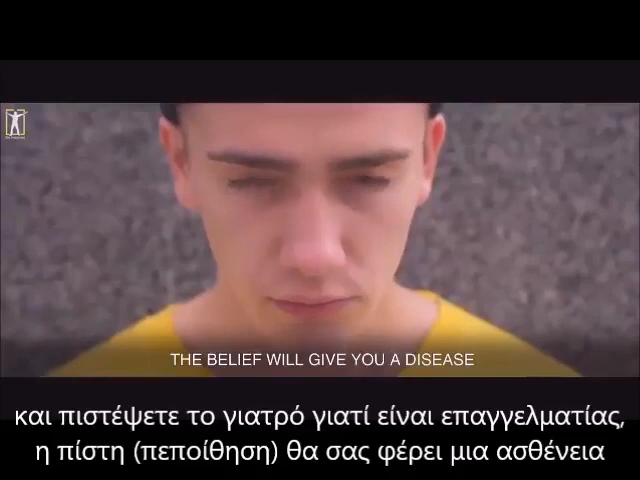 THE BELIEF WILL GIVE YOU A DISEASE
και πιστέψετε το γιατρό γιατί είναι επαγγελματίας,
η πίστη (πεποίθηση) θα σας φέρει μια ασθένεια